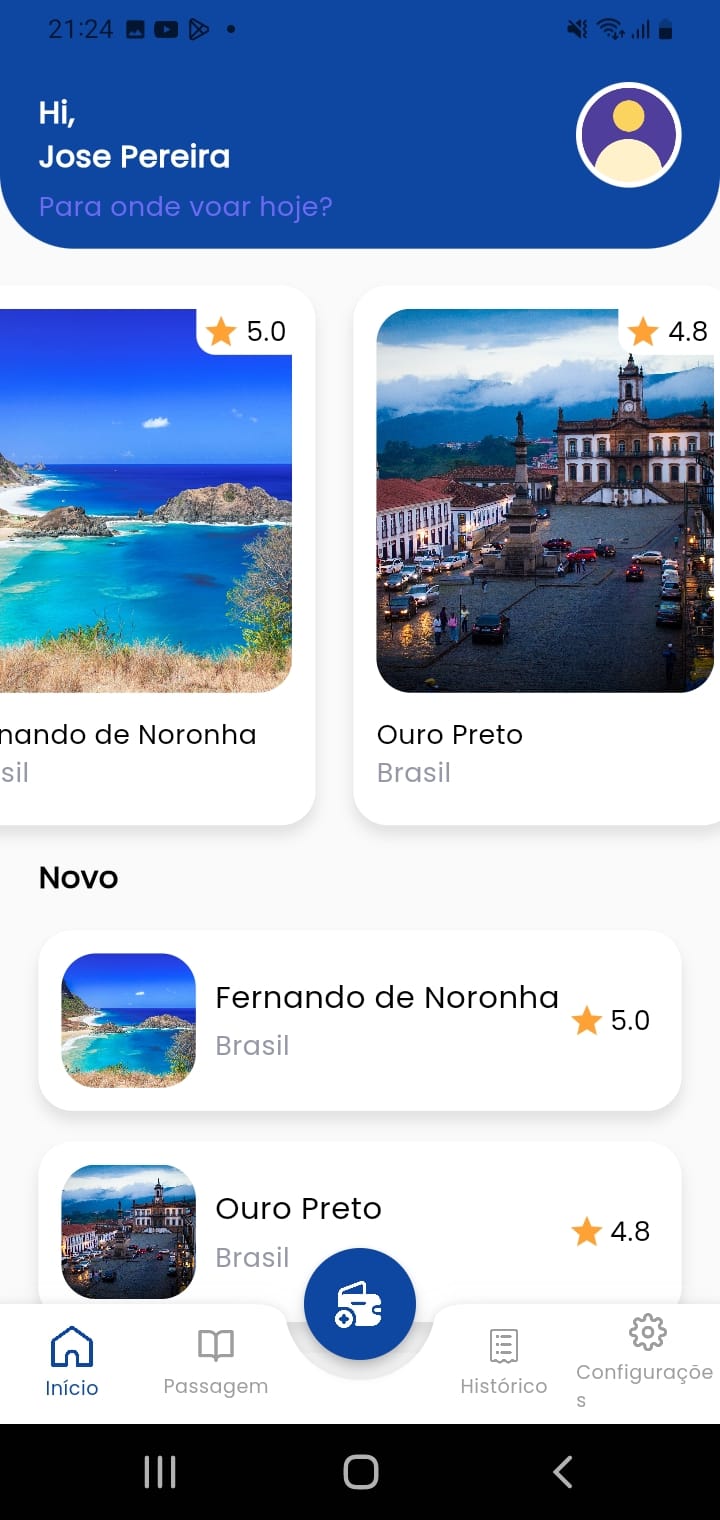 21:24
Hi,
Jose Pereira
Para onde voar hoje?
5.0
4.8
nando de Noronha
sil
Ouro Preto
Brasil
Novo
Fernando de Noronha
Brasil
5.0
Ouro Preto
Brasil
4.8
Início
Passagem
Histórico
Configuraçõe
s